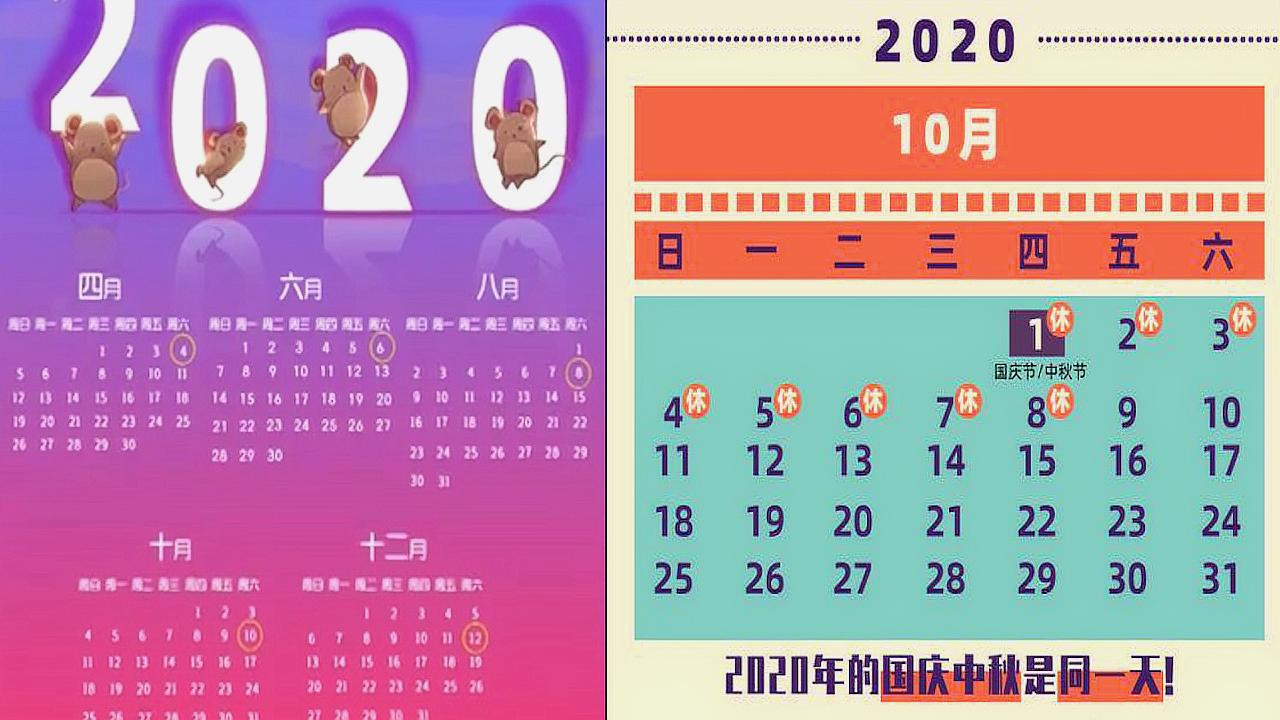 2020
四月 六月 八月
周日 周一 周二 周三 周四 周五 周六 周日 周一 周二 周三 周四 周五 周六 周日 周一 周二 周三 周四 周五 周六
1 2 3 4 1 2 3 4 5 6 1
5 6 7 8 9 10 11 7 8 9 10 11 12 13 2 3 4 5 6 7 8
12 13 14 15 16 17 18 14 15 16 17 18 19 20 9 10 11 12 13 14 15
19 20 21 22 23 24 25 21 22 23 24 25 26 27 16 17 18 19 20 21 22
26 27 28 29 30 28 29 30 23 24 25 26 27 28 29
30 31
十月 十二月
周日 周一 周二 周三 周四 周五 周六 周日 周一 周二 周三 周四 周五 周六
1 2 3 1 2 3 4 5
4 5 6 7 8 9 10 6 7 8 9 10 11 12
11 12 13 14 15 16 17 13 14 15 16 17 18 19
18 19 20 21 22 23 24 20 21 22 23 24 25 26
25 26 27 28 29 30 31 27 28 29 30 31
2020
10月
日 一 二 三 四 五 六
1休 2休 3休
国庆节/中秋节
4休 5休 6休 7休 8休 9 10
11 12 13 14 15 16 17
18 19 20 21 22 23 24
25 26 27 28 29 30 31
2020年的国庆中秋是同一天!